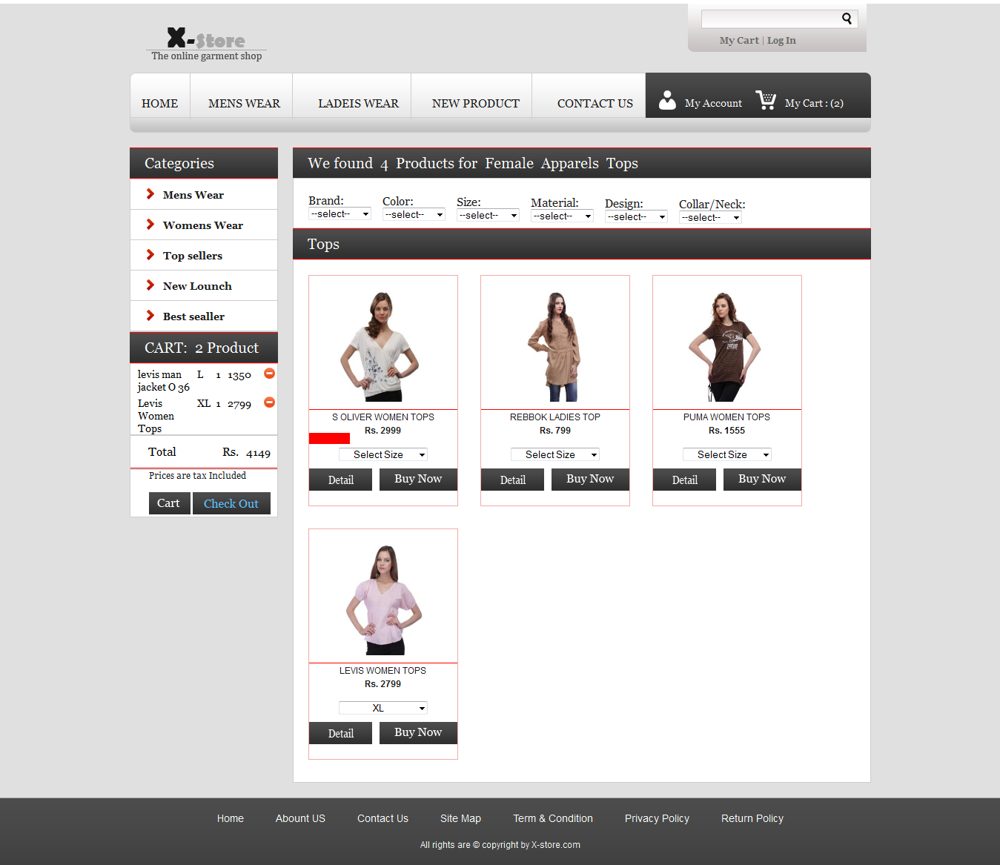 X-Store
The online garment shop
My Cart | Log In
HOME MENS WEAR LADEIS WEAR NEW PRODUCT CONTACT US My Account My Cart : (2)
Categories
Mens Wear
Womens Wear
Top sellers
New Lounch
Best sealler
CART: 2 Product
levis man L 1 1350
jacket O 36
Levis XL 1 2799
Women
Tops
Total Rs. 4149
Prices are tax Included
Cart Check Out
We found 4 Products for Female Apparels Tops
Brand: Color: Size: Material: Design: Collar/Neck:
--select-- --select-- --select-- --select-- --select-- --select--
Tops
S OLIVER WOMEN TOPS REBBOK LADIES TOP PUMA WOMEN TOPS
Rs. 2999 Rs. 799 Rs. 1555
Select Size Select Size Select Size
Detail Buy Now Detail Buy Now Detail Buy Now
LEVIS WOMEN TOPS
Rs. 2799
XL
Detail Buy Now
Home Abount US Contact Us Site Map Term & Condition Privacy Policy Return Policy
All rights are © copyright by X-store.com